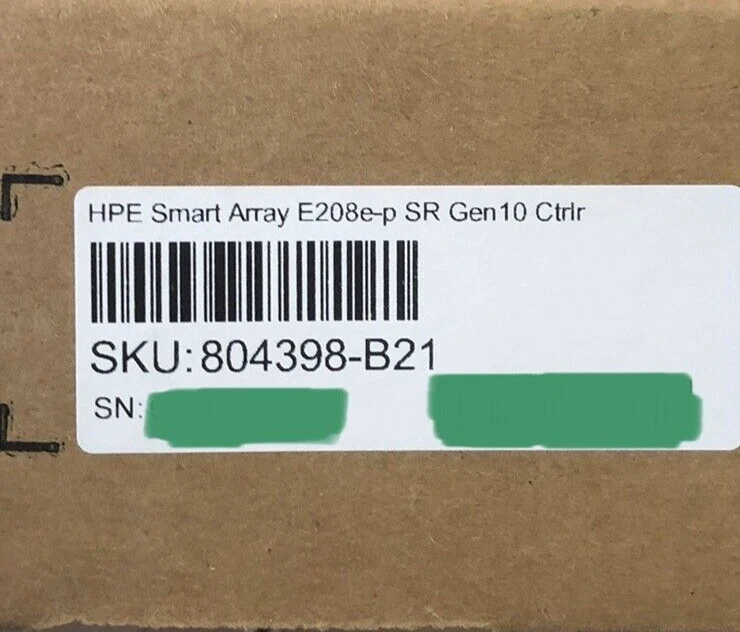 HPE Smart Array E208e-p SR Gen10 Ctrlr
SKU:804398-B21
SN: